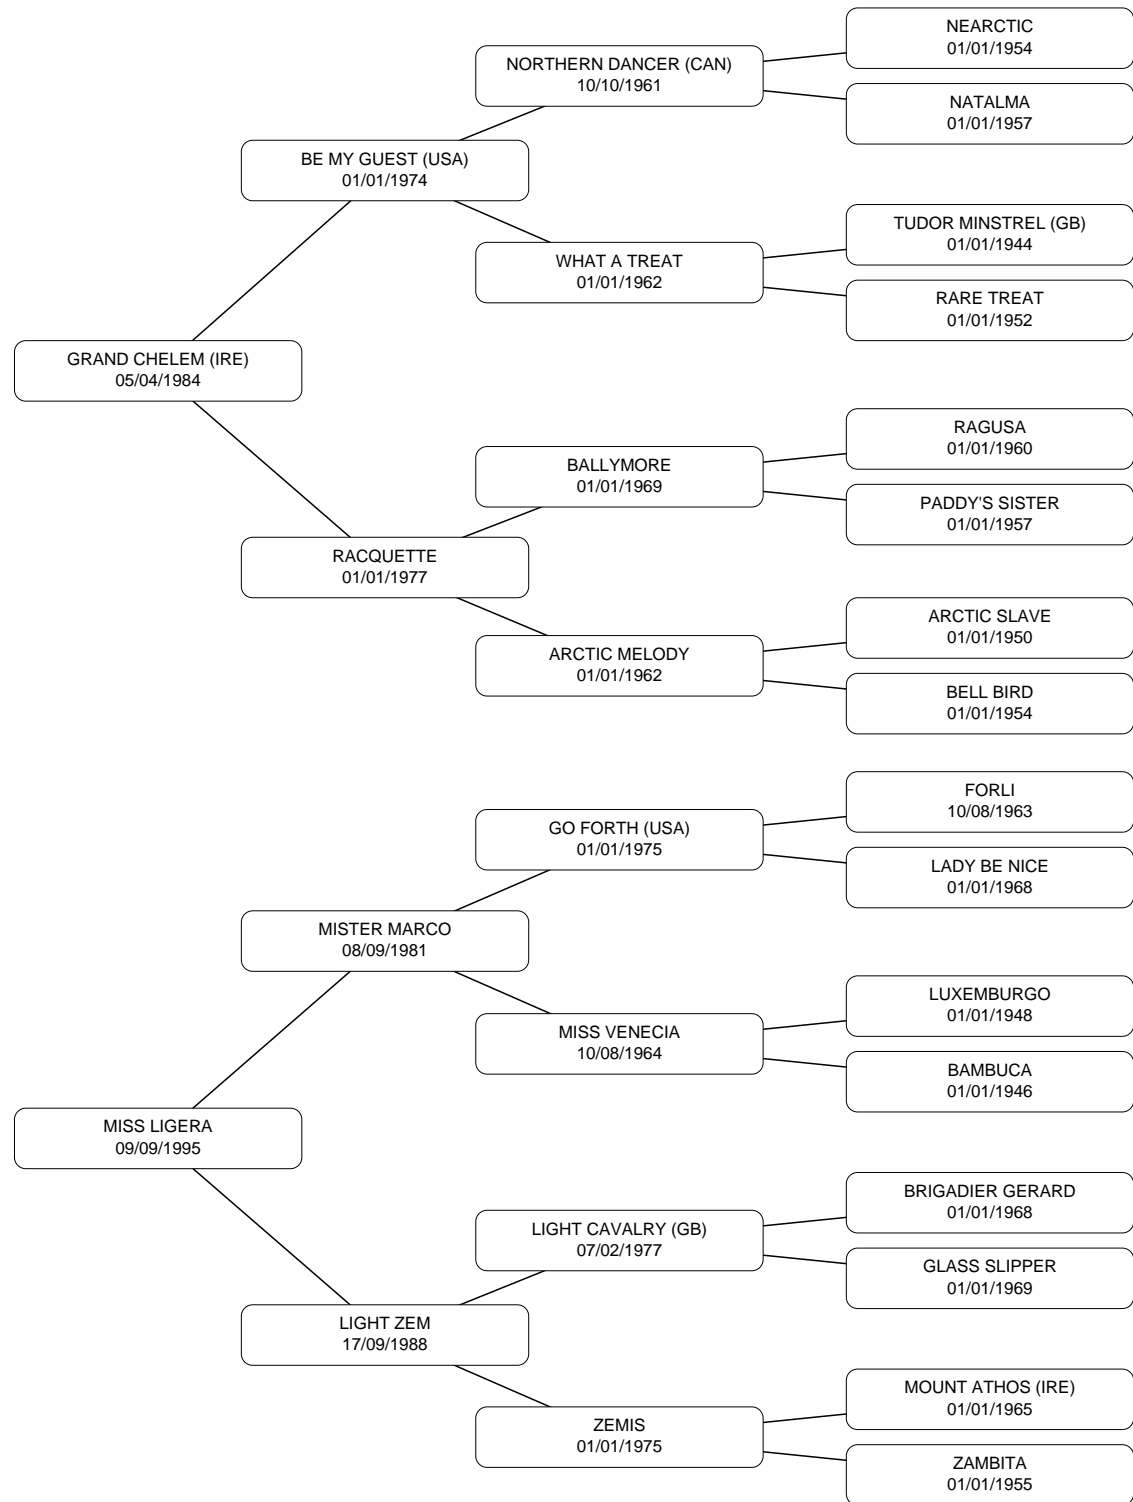 NEARCTIC
01/01/1954
NORTHERN DANCER (CAN)
10/10/1961
NATALMA
01/01/1957
BE MY GUEST (USA)
01/01/1974
TUDOR MINSTREL (GB)
01/01/1944
WHAT A TREAT
01/01/1962
RARE TREAT
01/01/1952
GRAND CHELEM (IRE)
05/04/1984
RAGUSA
01/01/1960
BALLYMORE
01/01/1969
PADDY'S SISTER
01/01/1957
RACQUETTE
01/01/1977
ARCTIC SLAVE
01/01/1950
ARCTIC MELODY
01/01/1962
BELL BIRD
01/01/1954
FORLI
10/08/1963
GO FORTH (USA)
01/01/1975
LADY BE NICE
01/01/1968
MISTER MARCO
08/09/1981
LUXEMBURGO
01/01/1948
MISS VENECIA
10/08/1964
BAMBUCA
01/01/1946
MISS LIGERA
09/09/1995
BRIGADIER GERARD
01/01/1968
LIGHT CAVALRY (GB)
07/02/1977
GLASS SLIPPER
01/01/1969
LIGHT ZEM
17/09/1988
MOUNT ATHOS (IRE)
01/01/1965
ZEMIS
01/01/1975
ZAMBITA
01/01/1955